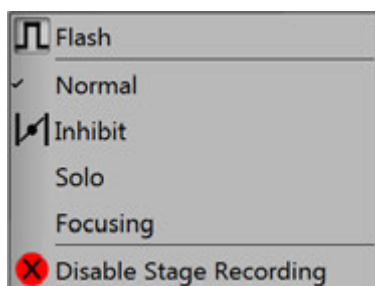 Flash
Normal
Inhibit
Solo
Focusing
Disable Stage Recording